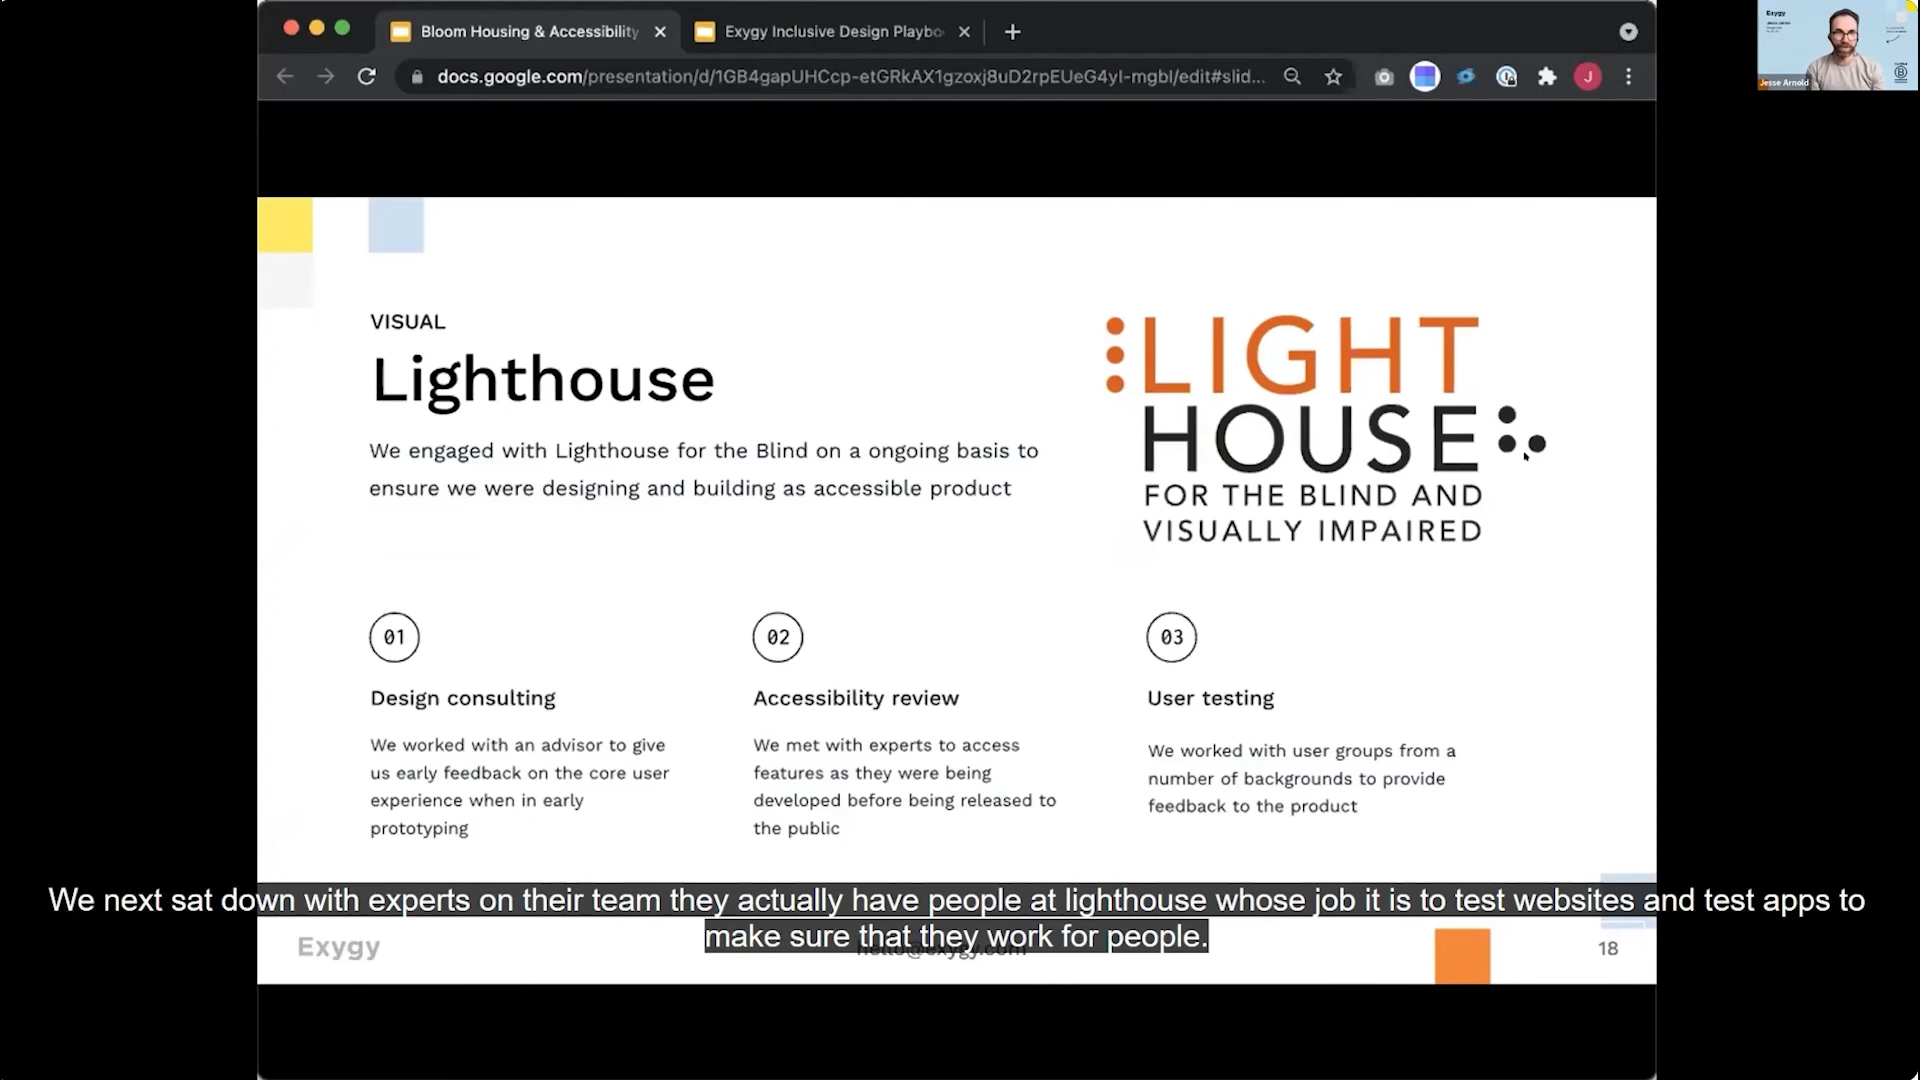 Bloom Housing & Accessibility
Exygy Inclusive Design Playbo
docs.google.com/presentation/d/1GB4gapUHCcp-etGRkAX1gzoxj8uD2rpEUeG4yl-mgbl/edit#slid...
J
Exygy
Jesse Arnold
VISUAL
Lighthouse
We engaged with Lighthouse for the Blind on a ongoing basis to
ensure we were designing and building as accessible product
LIGHT
HOUSE
FOR THE BLIND AND
VISUALLY IMPAIRED
01
Design consulting
We worked with an advisor to give
us early feedback on the core user
experience when in early
prototyping
02
Accessibility review
We met with experts to access
features as they were being
developed before being released to
the public
03
User testing
We worked with user groups from a
number of backgrounds to provide
feedback to the product
We next sat down with experts on their team they actually have people at lighthouse whose job it is to test websites and test apps to
make sure that they work for people.
Exygy
hello@exygy.com
18